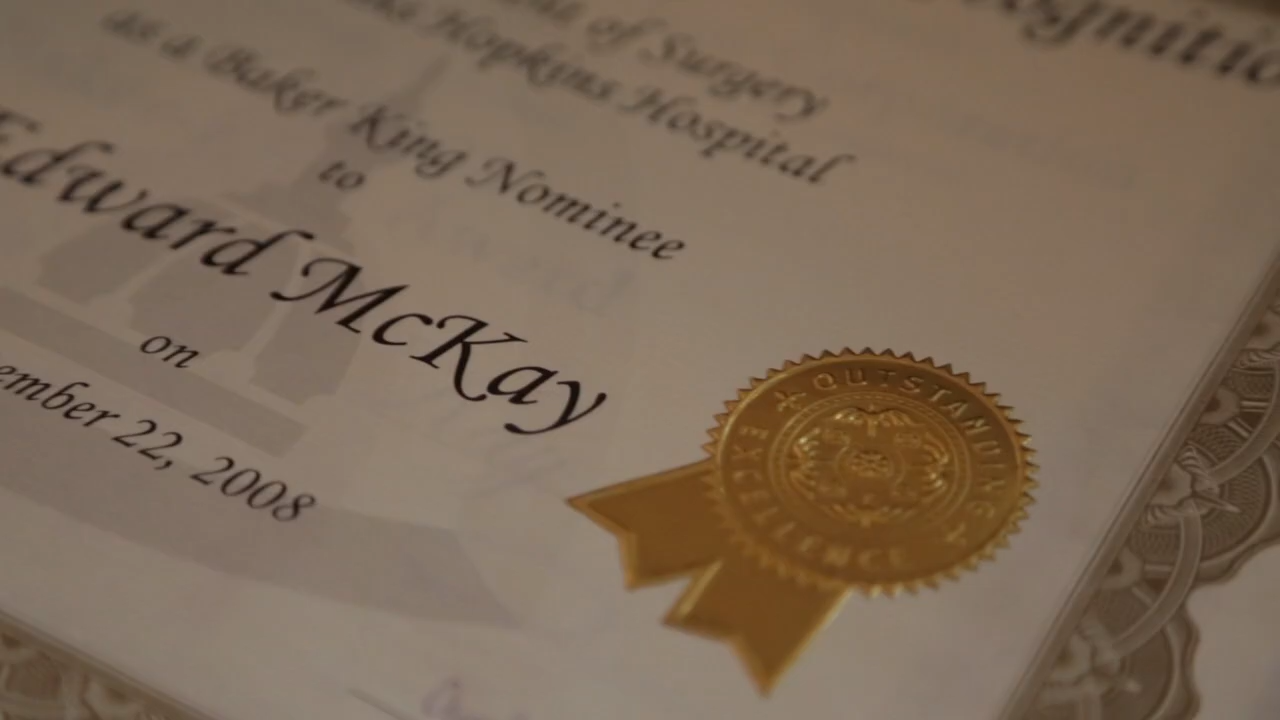 of Surgery
Hopkins Hospital
as a Baker King Nominee
to
Edward McKay
on
ember 22, 2008
OUTSTANDING
EXCELLENCE